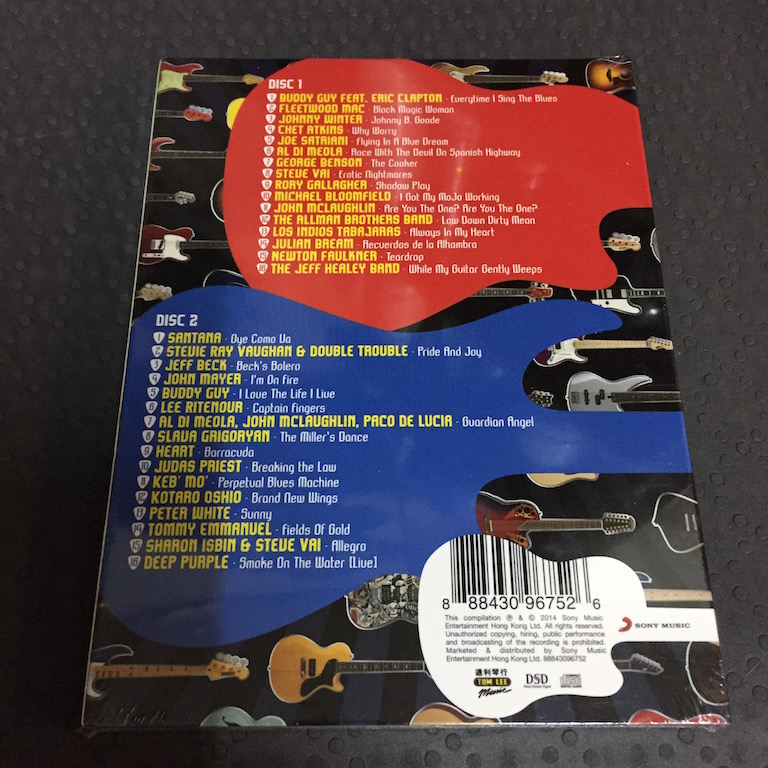 DISC 1
1 BUDDY GUY FEAT. ERIC CLAPTON · Everytime I Sing The Blues
2 FLEETWOOD MAC · Black Magic Woman
3 JOHNNY WINTER · Johnny B. Goode
4 CHET ATKINS · Why Worry
5 JOE SATRIANI · Flying In A Blue Dream
6 AL DI MEOLA · Race With The Devil On Spanish Highway
7 GEORGE BENSON · The Cooker
8 STEVE VAI · Erotic Nightmares
9 RORY GALLAGHER · Shadow Play
10 MICHAEL BLOOMFIELD · I Got My MoJo Working
11 JOHN MCLAUGHLIN · Are You The One? Are You The One?
12 THE ALLMAN BROTHERS BAND · Low Down Dirty Mean
13 LOS INDIOS TABAJARAS · Always In My Heart
14 JULIAN BREAM · Recuerdos de la Alhambra
15 NEWTON FAULKNER · Teardrop
16 THE JEFF HEALEY BAND · While My Guitar Gently Weeps
DISC 2
1 SANTANA · Oye Como Va
2 STEVIE RAY VAUGHAN & DOUBLE TROUBLE · Pride And Joy
3 JEFF BECK · Beck's Bolero
4 JOHN MAYER · I'm On Fire
5 BUDDY GUY · I Love The Life I Live
6 LEE RITENOUR · Captain Fingers
7 AL DI MEOLA, JOHN MCLAUGHLIN, PACO DE LUCIA · Guardian Angel
8 SLAVA GRIGORYAN · The Miller's Dance
9 HEART · Barracuda
10 JUDAS PRIEST · Breaking the Law
11 KEB' MO' · Perpetual Blues Machine
12 KOTARO OSHIO · Brand New Wings
13 PETER WHITE · Sunny
14 TOMMY EMMANUEL · Fields Of Gold
15 SHARON ISBIN & STEVE VAI · Allegro
16 DEEP PURPLE · Smoke On The Water [Live]
8 88430 96752 6
This compilation ℗ & © 2014 Sony Music
Entertainment Hong Kong Ltd. All rights reserved.
Unauthorized copying, hiring, public performance
and broadcasting of the recording is prohibited.
Marketed & distributed by Sony Music
Entertainment Hong Kong Ltd. 88843096752
SONY MUSIC
通利琴行
TOM LEE
Music
DSD
Direct Stream Digital
COMPACT
disc
DIGITAL AUDIO